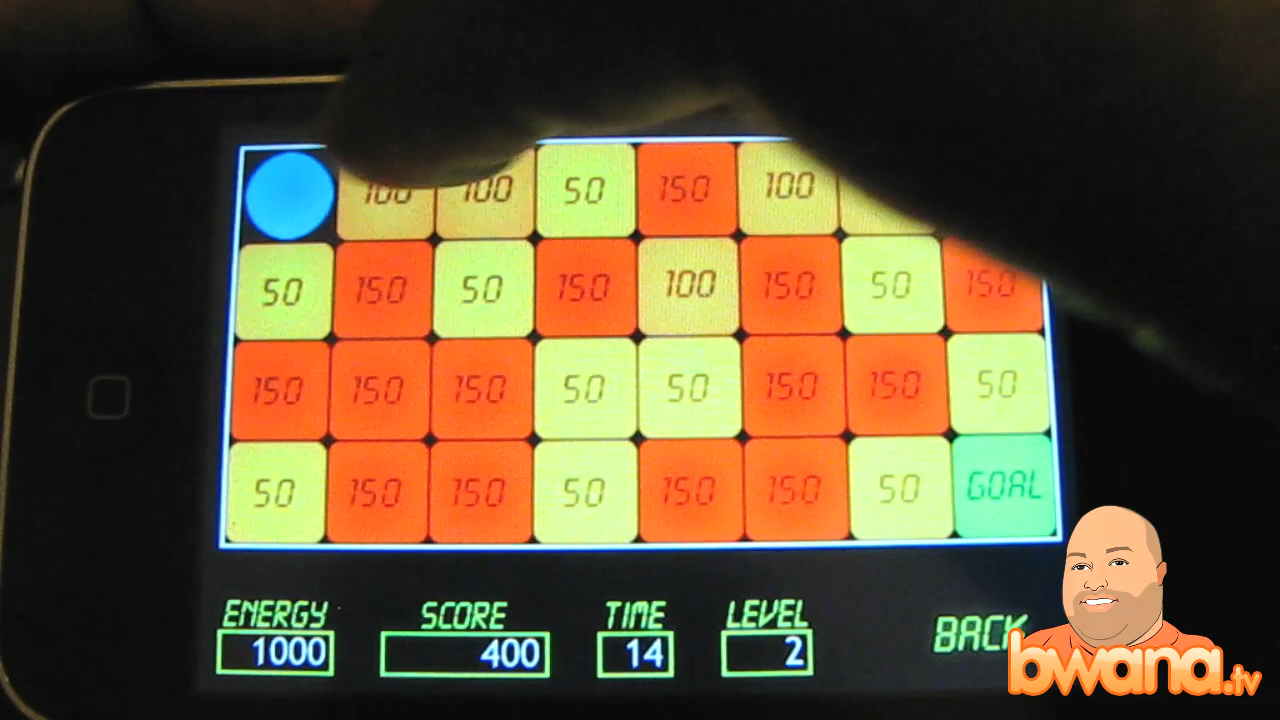 100 100 50 150 100
50 150 50 150 100 150 50 150
150 150 150 50 50 150 150 50
50 150 150 50 150 150 50 GOAL
ENERGY SCORE TIME LEVEL
1000 400 14 2
BACK
bwana.tv